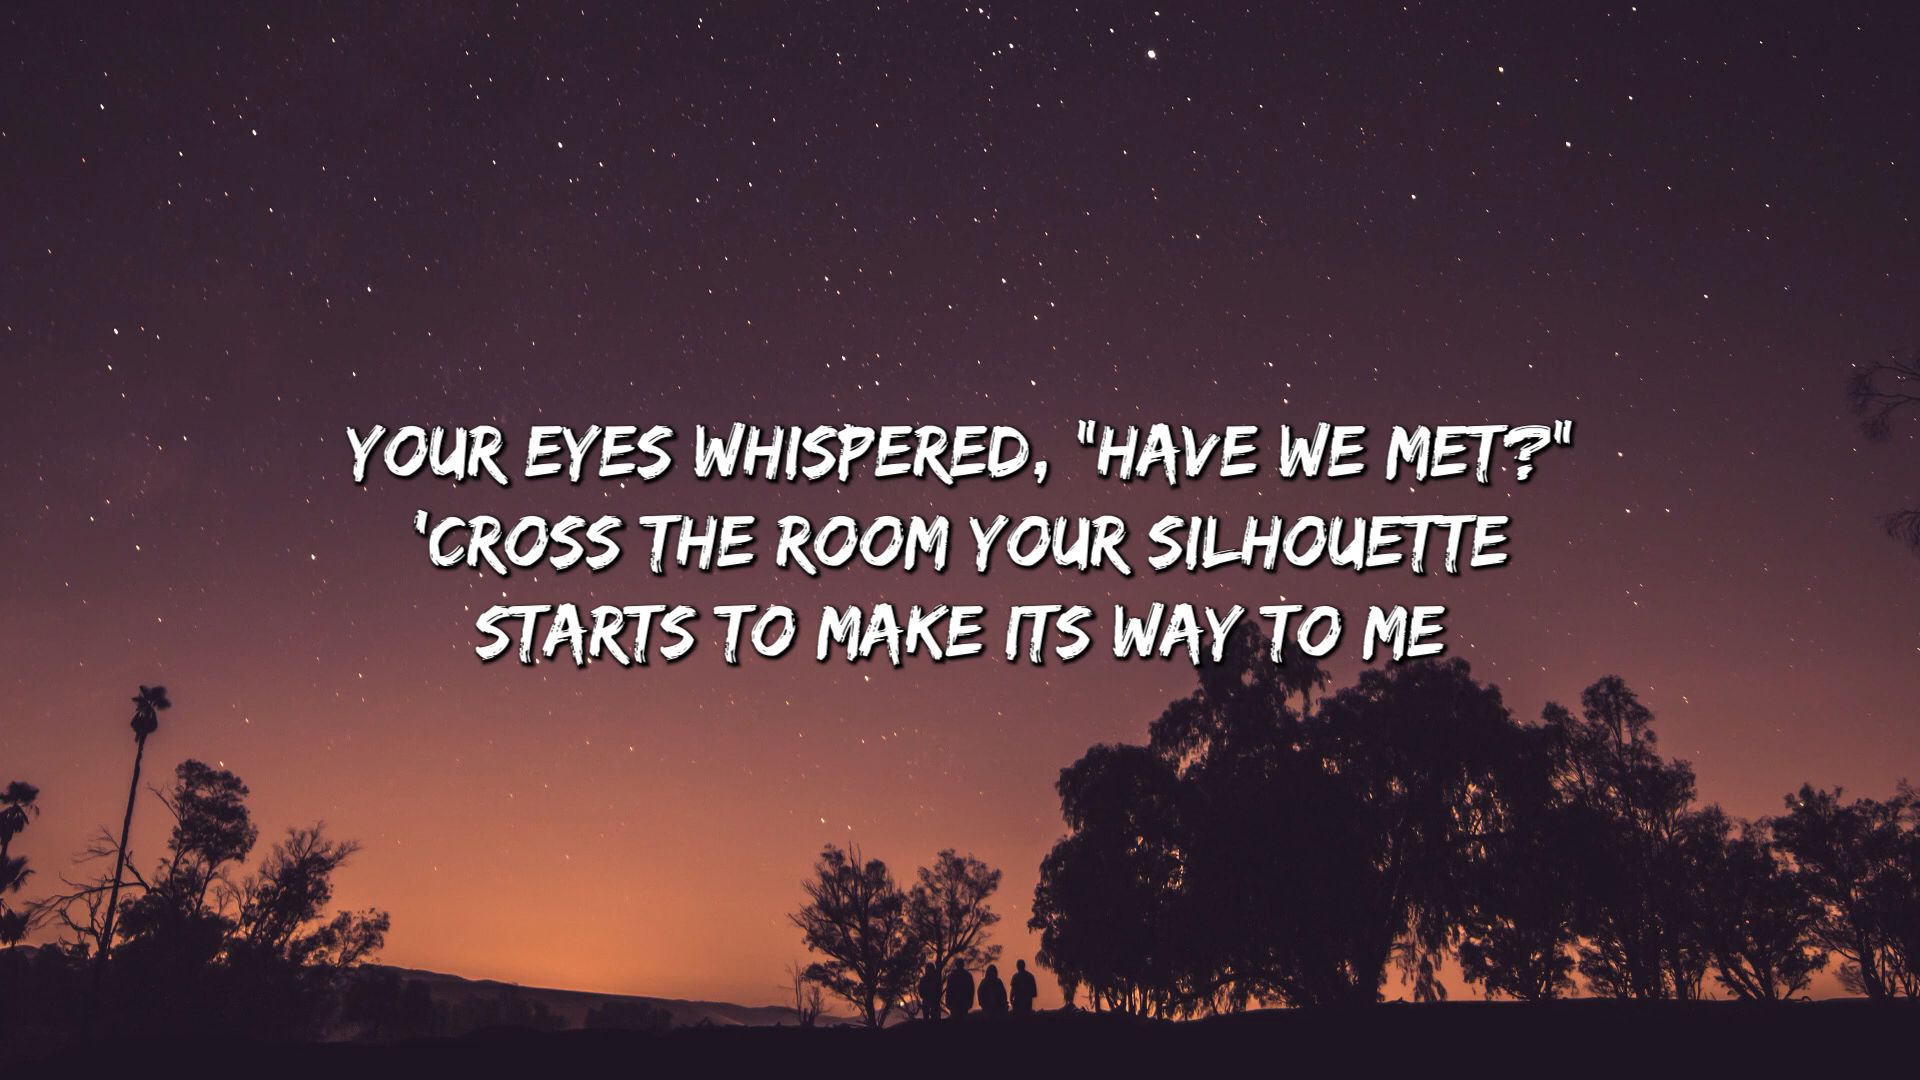 YOUR EYES WHISPERED, "HAVE WE MET?"
'CROSS THE ROOM YOUR SILHOUETTE
STARTS TO MAKE ITS WAY TO ME